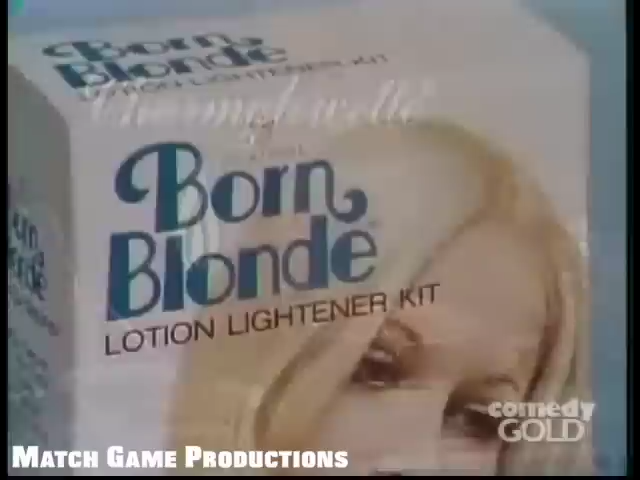 Born
Blonde
LOTION LIGHTENER KIT
Born
Blonde
LOTION LIGHTENER KIT
comedy
GOLD
MATCH GAME PRODUCTIONS